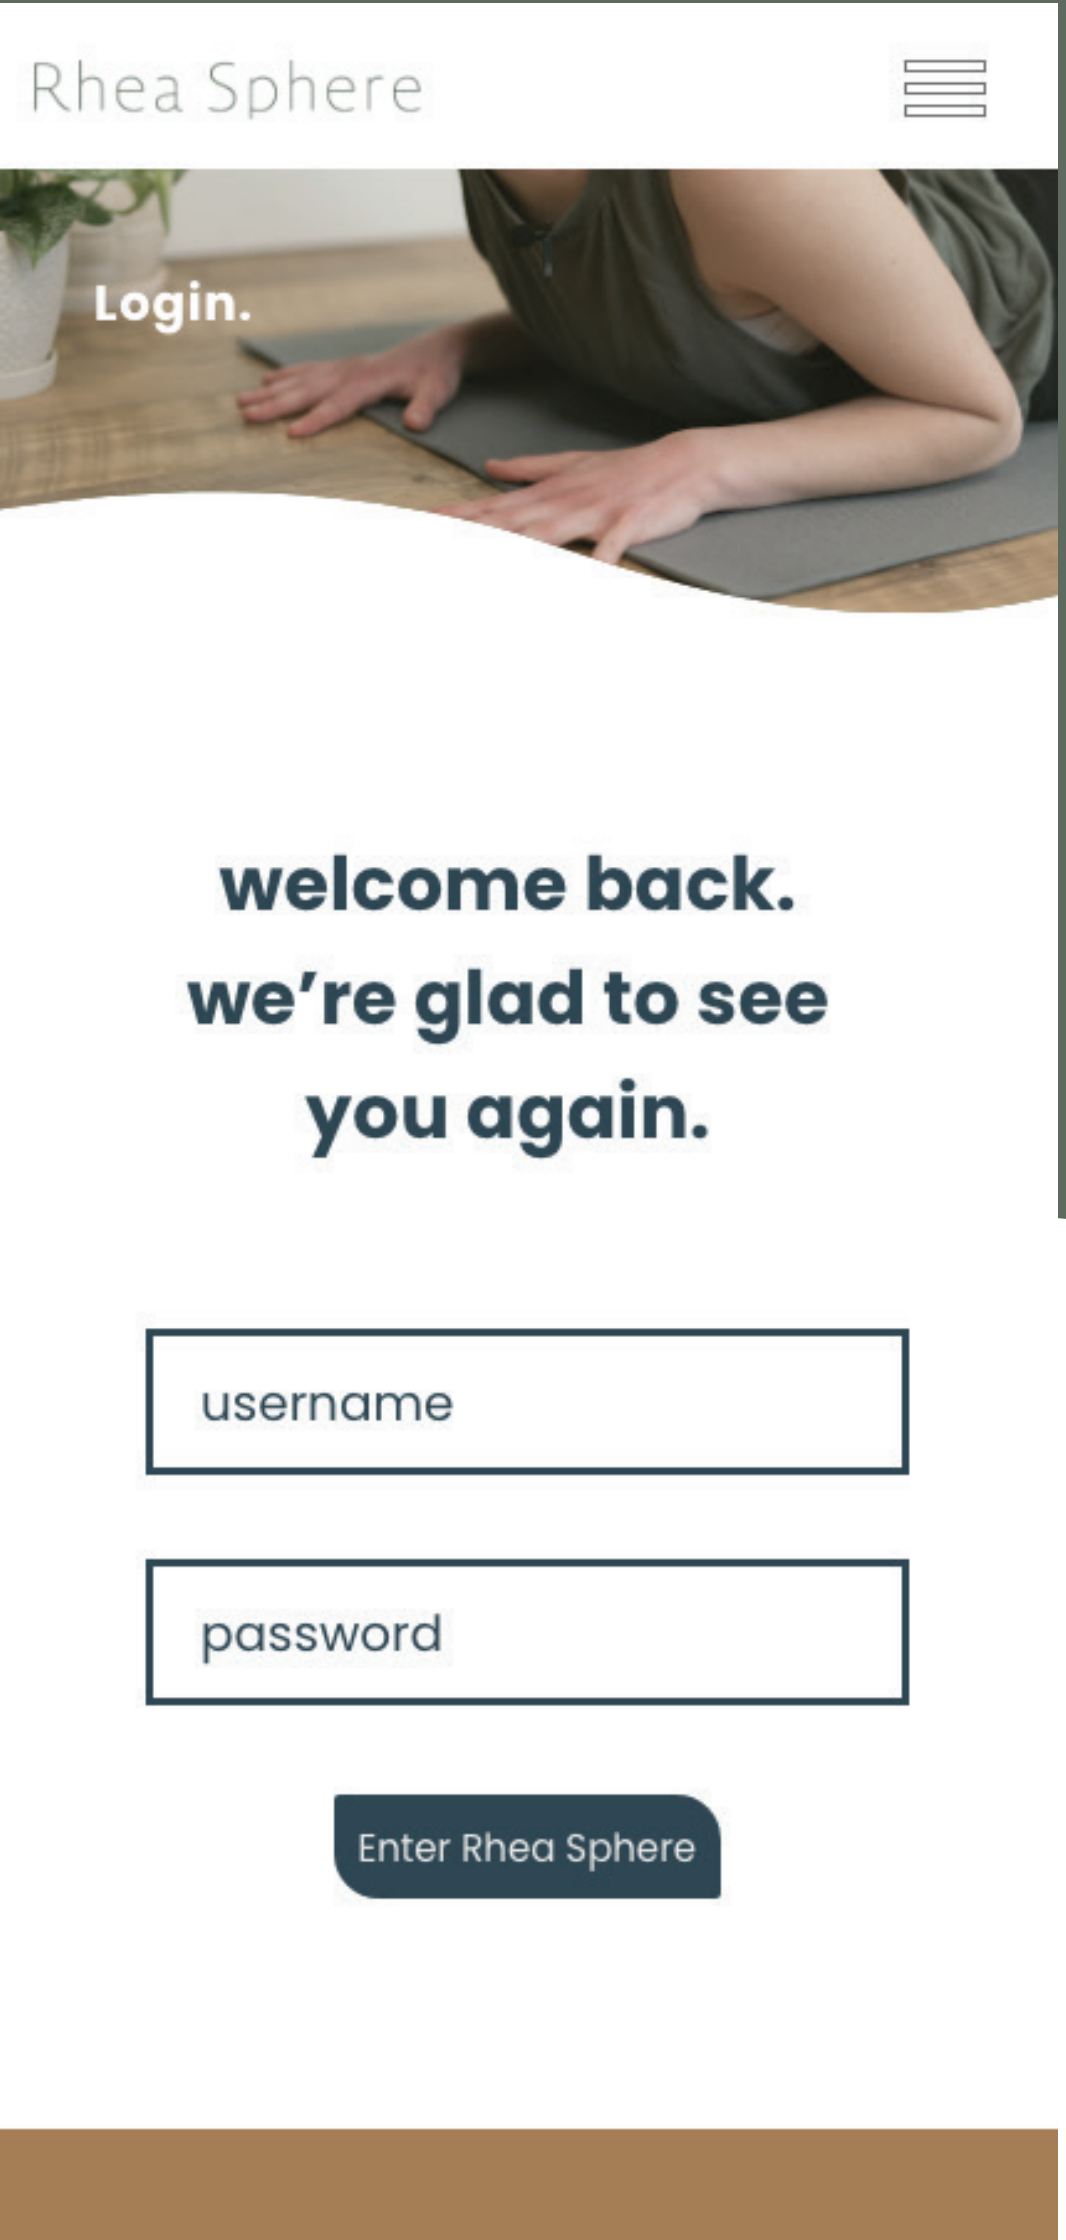 Rhea Sphere
Login.
welcome back.
we’re glad to see
you again.
username
password
Enter Rhea Sphere